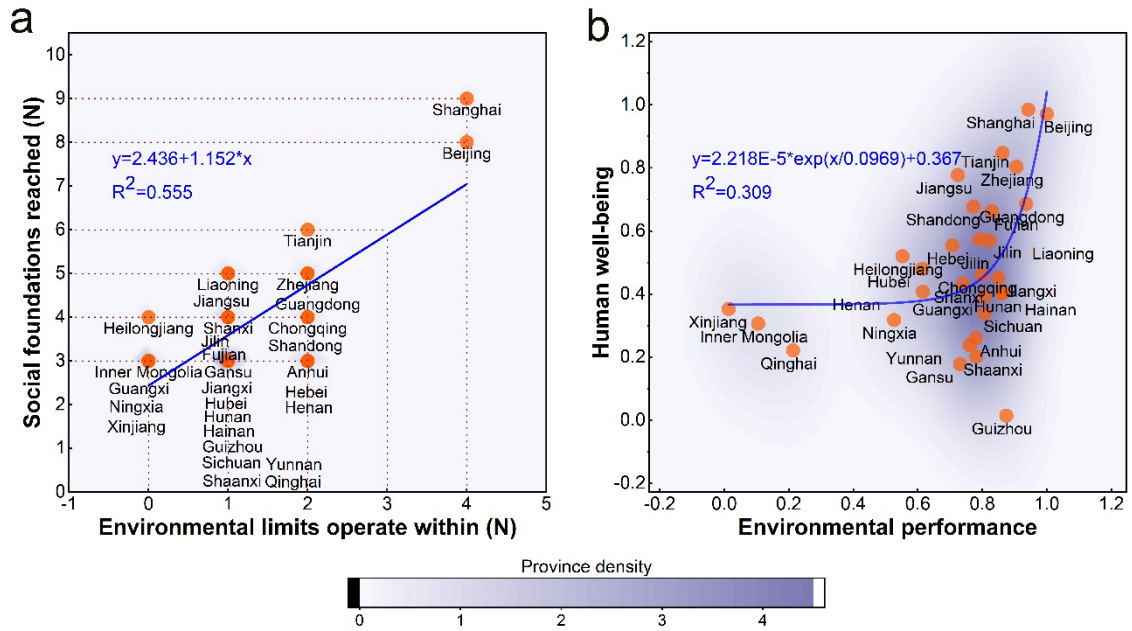 a
Social foundations reached (N)
10
9
8
7
6
5
4
3
2
1
0
y=2.436+1.152*x
R2=0.555
Shanghai
Beijing
Tianjin
Liaoning
Zhejiang
Jiangsu
Guangdong
Heilongjiang
Shanxi
Chongqing
Jilin
Shandong
Fujian
Inner Mongolia
Gansu
Anhui
Guangxi
Jiangxi
Hebei
Ningxia
Hubei
Henan
Xinjiang
Hunan
Hainan
Guizhou
Sichuan
Yunnan
Shaanxi
Qinghai
-1
0
1
2
3
4
5
Environmental limits operate within (N)
b
Human well-being
1.2
1.0
0.8
0.6
0.4
0.2
0.0
-0.2
y=2.218E-5*exp(x/0.0969)+0.367
R2=0.309
Shanghai
Beijing
Tianjin
Zhejiang
Jiangsu
Shandong
Guangdong
Fujian
Hebei
Jilin
Liaoning
Heilongjiang
Jilin
Hubei
Chongqing
Henan
Shanxi
Jiangxi
Guangxi
Hunan
Hainan
Xinjiang
Inner Mongolia
Ningxia
Sichuan
Qinghai
Yunnan
Anhui
Gansu
Shaanxi
Guizhou
-0.2
0.0
0.2
0.4
0.6
0.8
1.0
1.2
Environmental performance
Province density
0
1
2
3
4